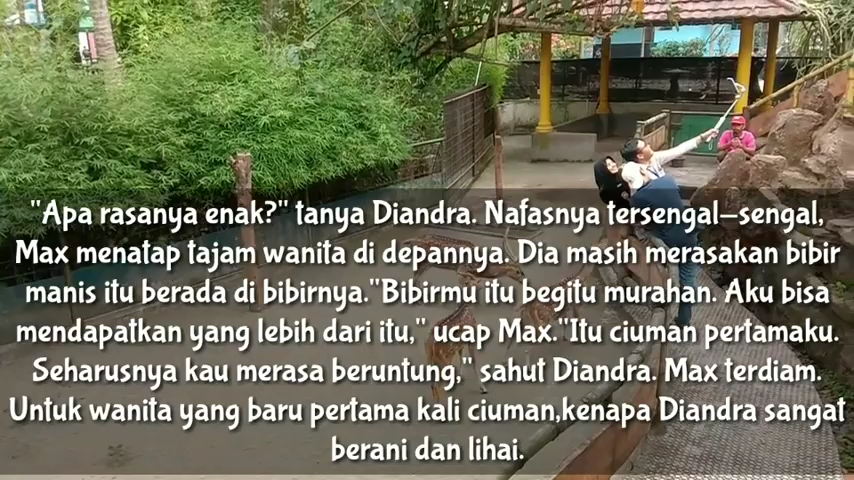 "Apa rasanya enak?" tanya Diandra. Nafasnya tersengal-sengal,
Max menatap tajam wanita di depannya. Dia masih merasakan bibir
manis itu berada di bibirnya."Bibirmu itu begitu murahan. Aku bisa
mendapatkan yang lebih dari itu," ucap Max."Itu ciuman pertamaku.
Seharusnya kau merasa beruntung," sahut Diandra. Max terdiam.
Untuk wanita yang baru pertama kali ciuman,kenapa Diandra sangat
berani dan lihai.